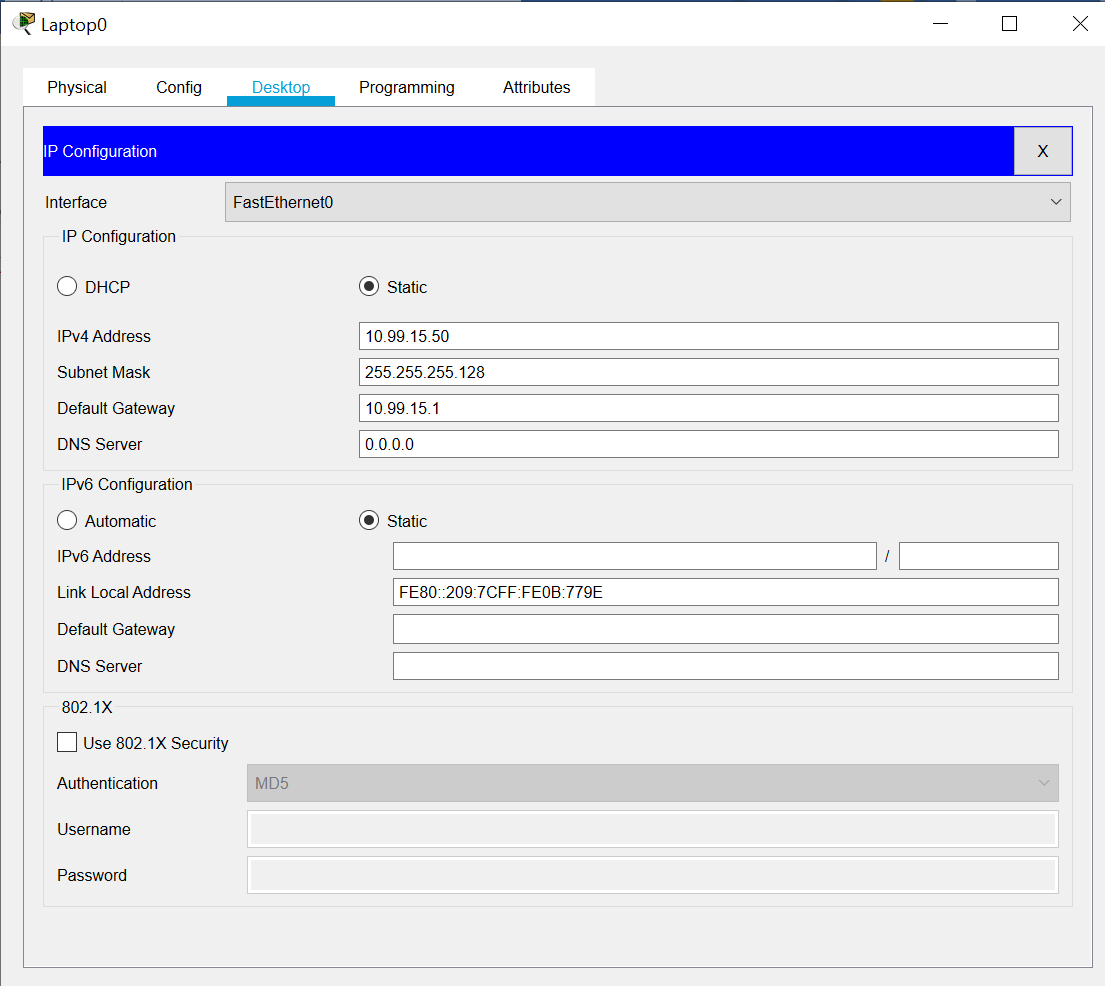 Laptop0
Physical Config Desktop Programming Attributes
IP Configuration X
Interface FastEthernet0
IP Configuration
DHCP Static
IPv4 Address 10.99.15.50
Subnet Mask 255.255.255.128
Default Gateway 10.99.15.1
DNS Server 0.0.0.0
IPv6 Configuration
Automatic Static
IPv6 Address /
Link Local Address FE80::209:7CFF:FE0B:779E
Default Gateway
DNS Server
802.1X
Use 802.1X Security
Authentication MD5
Username
Password